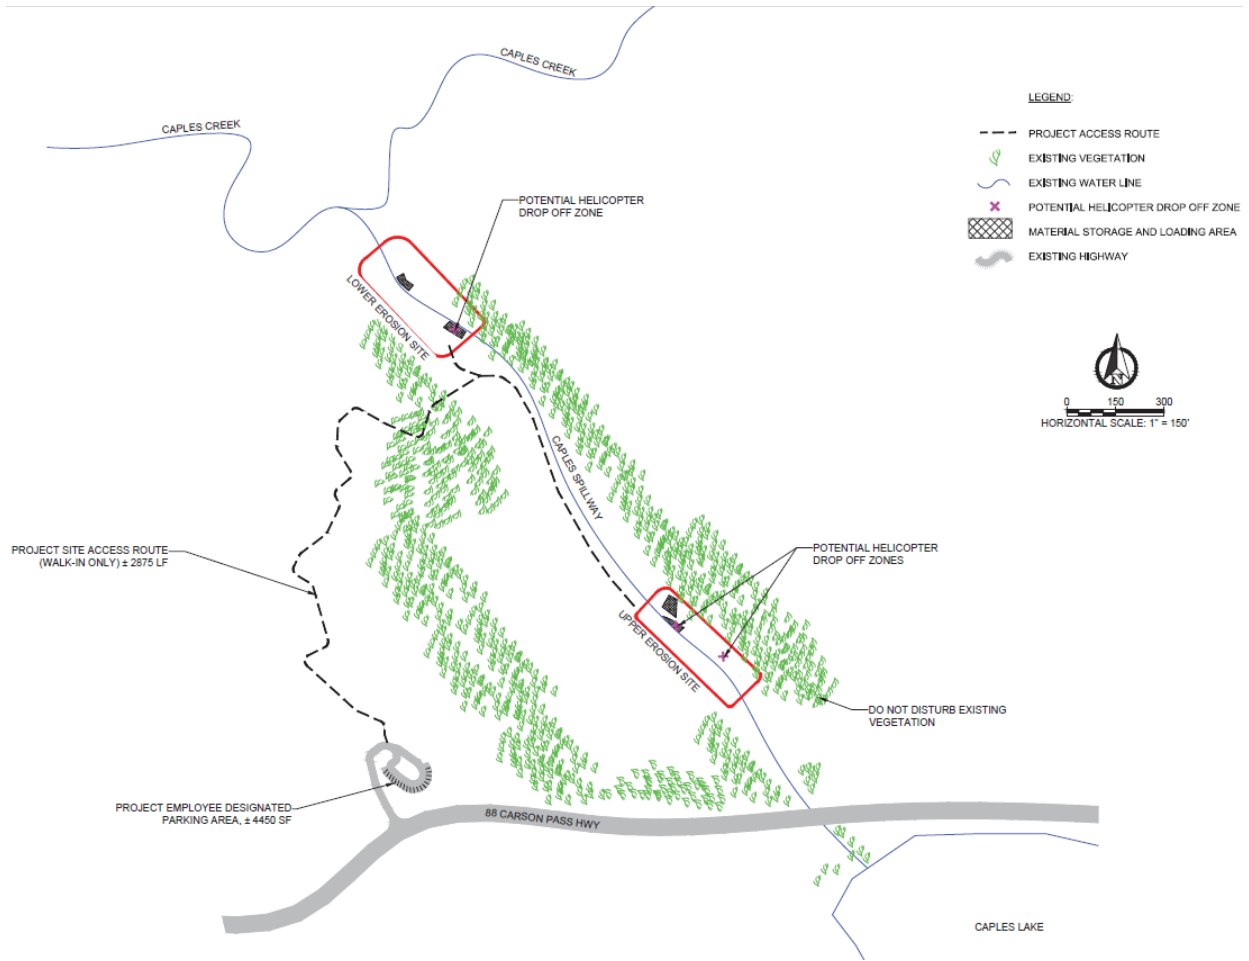 CAPLES CREEK
CAPLES CREEK
LEGEND:
PROJECT ACCESS ROUTE
EXISTING VEGETATION
EXISTING WATER LINE
POTENTIAL HELICOPTER DROP OFF ZONE
MATERIAL STORAGE AND LOADING AREA
EXISTING HIGHWAY
POTENTIAL HELICOPTER
DROP OFF ZONE
LOWER EROSION SITE
N
0 150 300
HORIZONTAL SCALE: 1" = 150'
CAPLES SPILLWAY
PROJECT SITE ACCESS ROUTE
(WALK-IN ONLY) ± 2875 LF
POTENTIAL HELICOPTER
DROP OFF ZONES
UPPER EROSION SITE
DO NOT DISTURB EXISTING
VEGETATION
PROJECT EMPLOYEE DESIGNATED
PARKING AREA, ± 4450 SF
88 CARSON PASS HWY
CAPLES LAKE